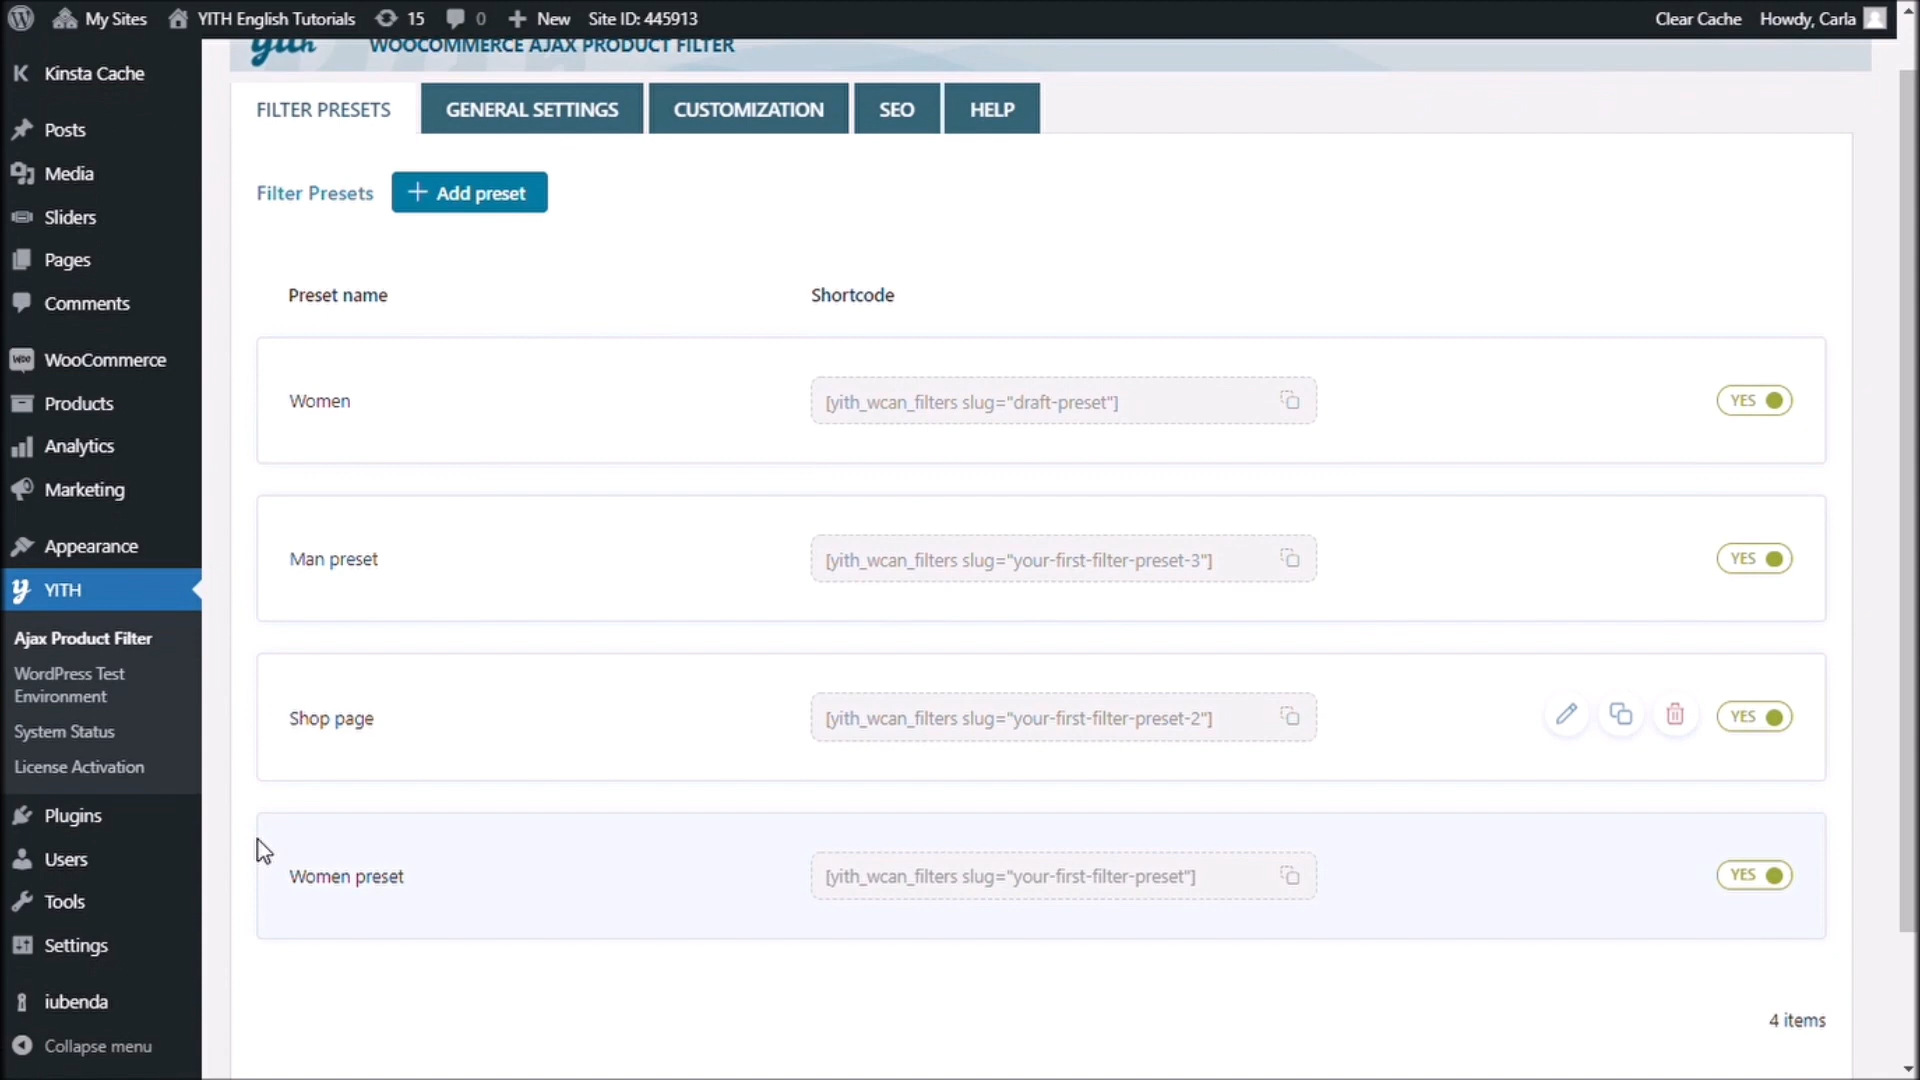 My Sites
YITH English Tutorials
15
0
New
Site ID: 445913
Clear Cache
Howdy, Carla
Kinsta Cache
Posts
Media
Sliders
Pages
Comments
WooCommerce
Products
Analytics
Marketing
Appearance
YITH
Ajax Product Filter
WordPress Test
Environment
System Status
License Activation
Plugins
Users
Tools
Settings
iubenda
Collapse menu
yith
WOOCOMMERCE AJAX PRODUCT FILTER
FILTER PRESETS
GENERAL SETTINGS
CUSTOMIZATION
SEO
HELP
Filter Presets
Add preset
Preset name
Shortcode
Women
[yith_wcan_filters slug="draft-preset"]
YES
Man preset
[yith_wcan_filters slug="your-first-filter-preset-3"]
YES
Shop page
[yith_wcan_filters slug="your-first-filter-preset-2"]
YES
Women preset
[yith_wcan_filters slug="your-first-filter-preset"]
YES
4 items